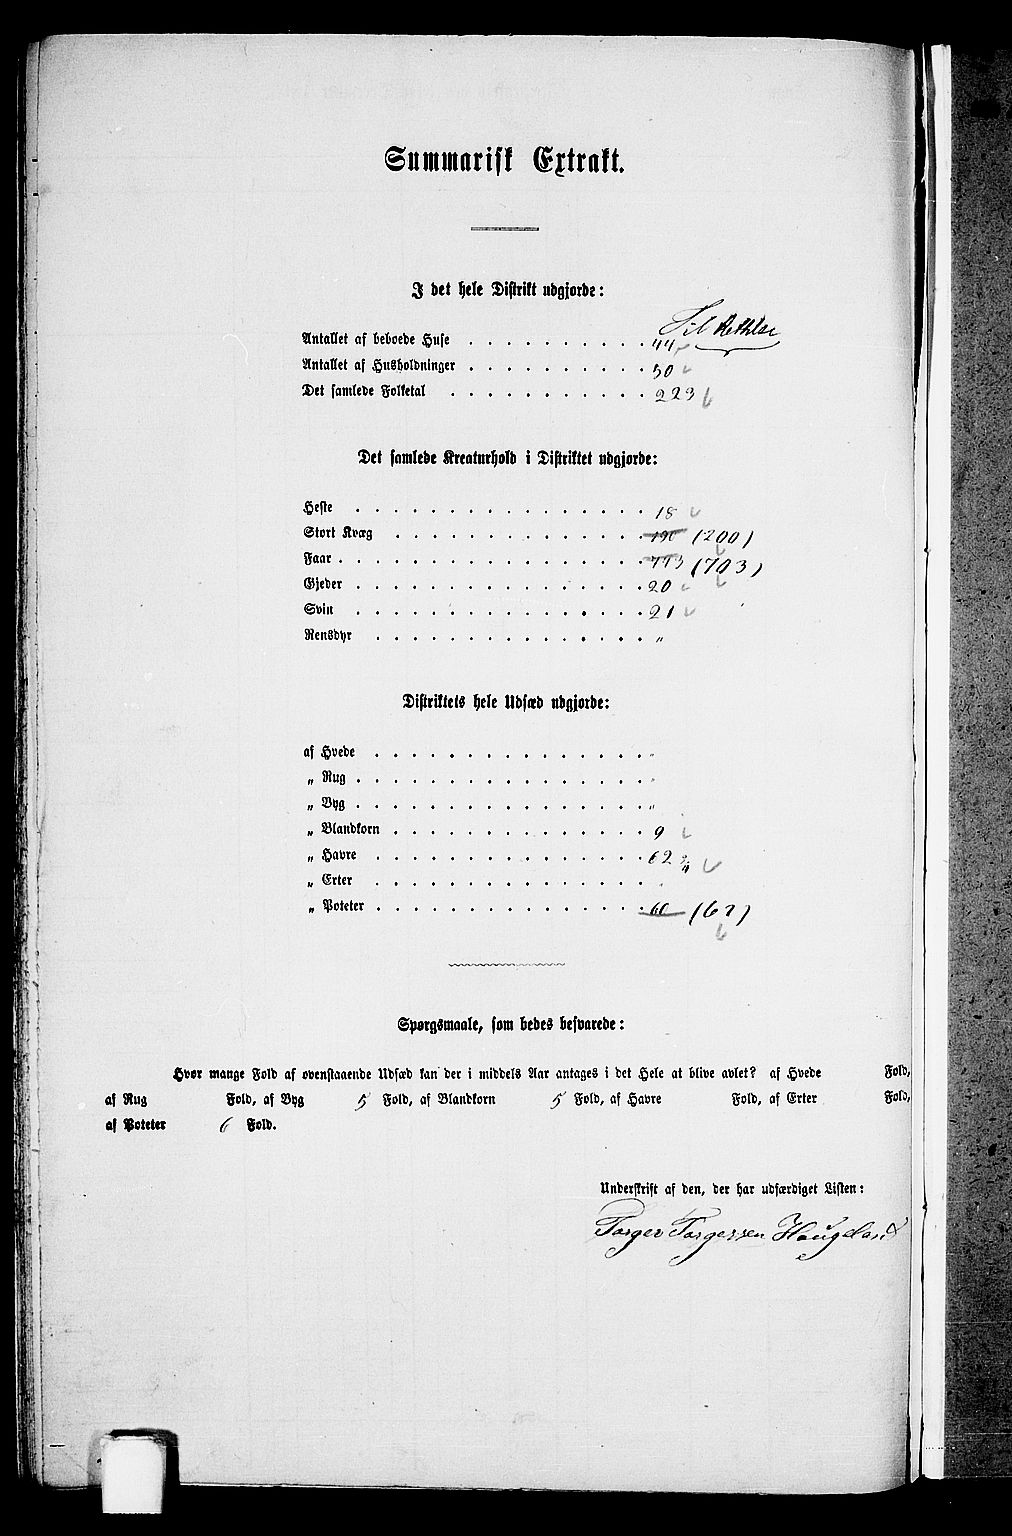 Summarisk Extrakt.
I det hele Distrikt udgjorde:
Antallet af beboede Huse . . . . . . . . . . 44
Antallet af Husholdninger . . . . . . . . . . 50
Det samlede Folketal . . . . . . . . . . . 223
Det samlede Kreaturhold i Distriktet udgjorde:
Heste . . . . . . . . . . . . . . . . 18
Stort Kvæg . . . . . . . . . . . . . . 190 (200)
Faar . . . . . . . . . . . . . . . . . 773 (703)
Gjeder . . . . . . . . . . . . . . . . 20
Svin . . . . . . . . . . . . . . . . 21
Rensdyr . . . . . . . . . . . . . . . "
Distriktets hele Udsæd udgjorde:
af Hvede . . . . . . . . . . . . . . . "
„ Rug . . . . . . . . . . . . . . . . "
„ Byg . . . . . . . . . . . . . . . . "
„ Blandkorn . . . . . . . . . . . . . . 9
„ Havre . . . . . . . . . . . . . . . 62
„ Erter . . . . . . . . . . . . . . . "
„ Poteter . . . . . . . . . . . . . . . 60 (61)
Spørgsmaale, som bedes besvarede:
Hvor mange Fold af ovenstaaende Udsæd kan der i middels Aar antages i det Hele at blive avlet? af Hvede Fold,
af Rug Fold, af Byg 5 Fold, af Blandkorn 5 Fold, af Havre Fold, af Erter Fold,
af Poteter 6 Fold.
Underskrift af den, der har udfærdiget Listen:
Torger Torgersen Haugeland